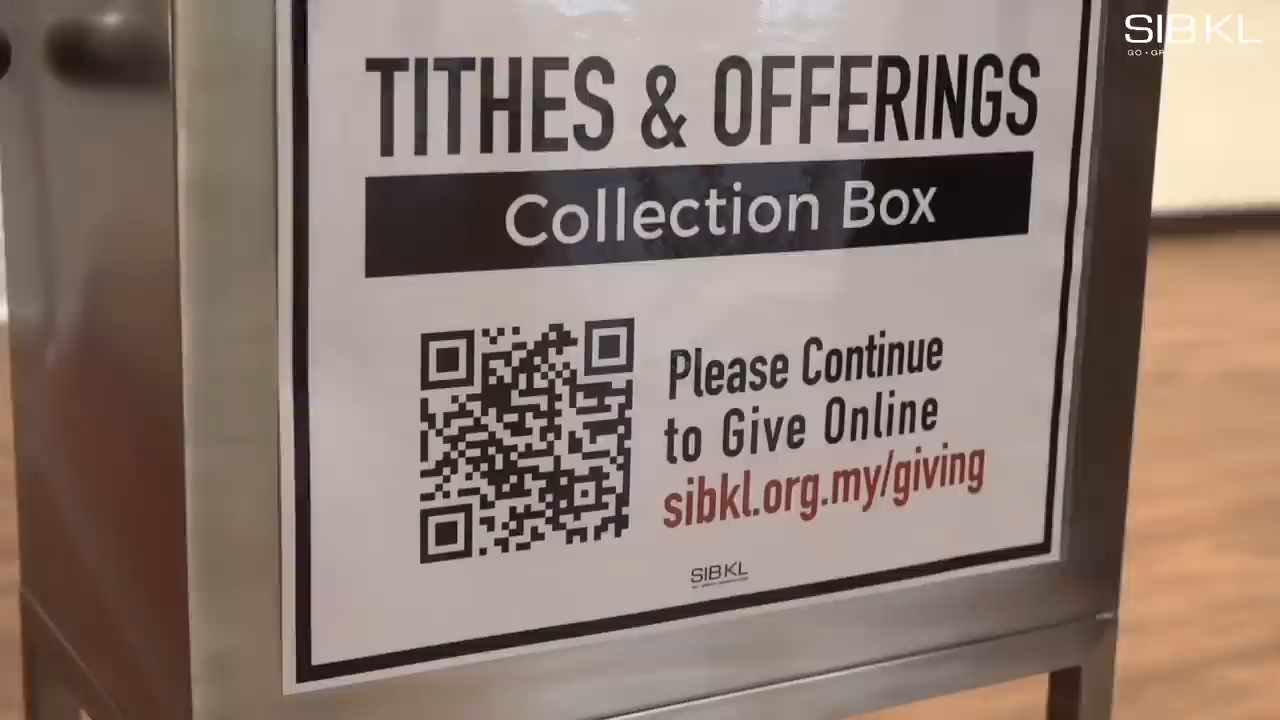 SIBKL
TITHES & OFFERINGS
Collection Box
Please Continue
to Give Online
sibkl.org.my/giving
SIBKL